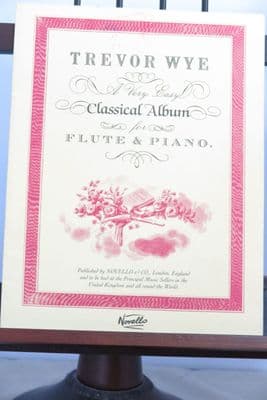 TREVOR WYE
A Very Easy
Classical Album
for
FLUTE & PIANO.
Published by NOVELLO & CO., London, England
and to be had at the Principal Music Sellers in the
United Kingdom and all round the World.
Novello